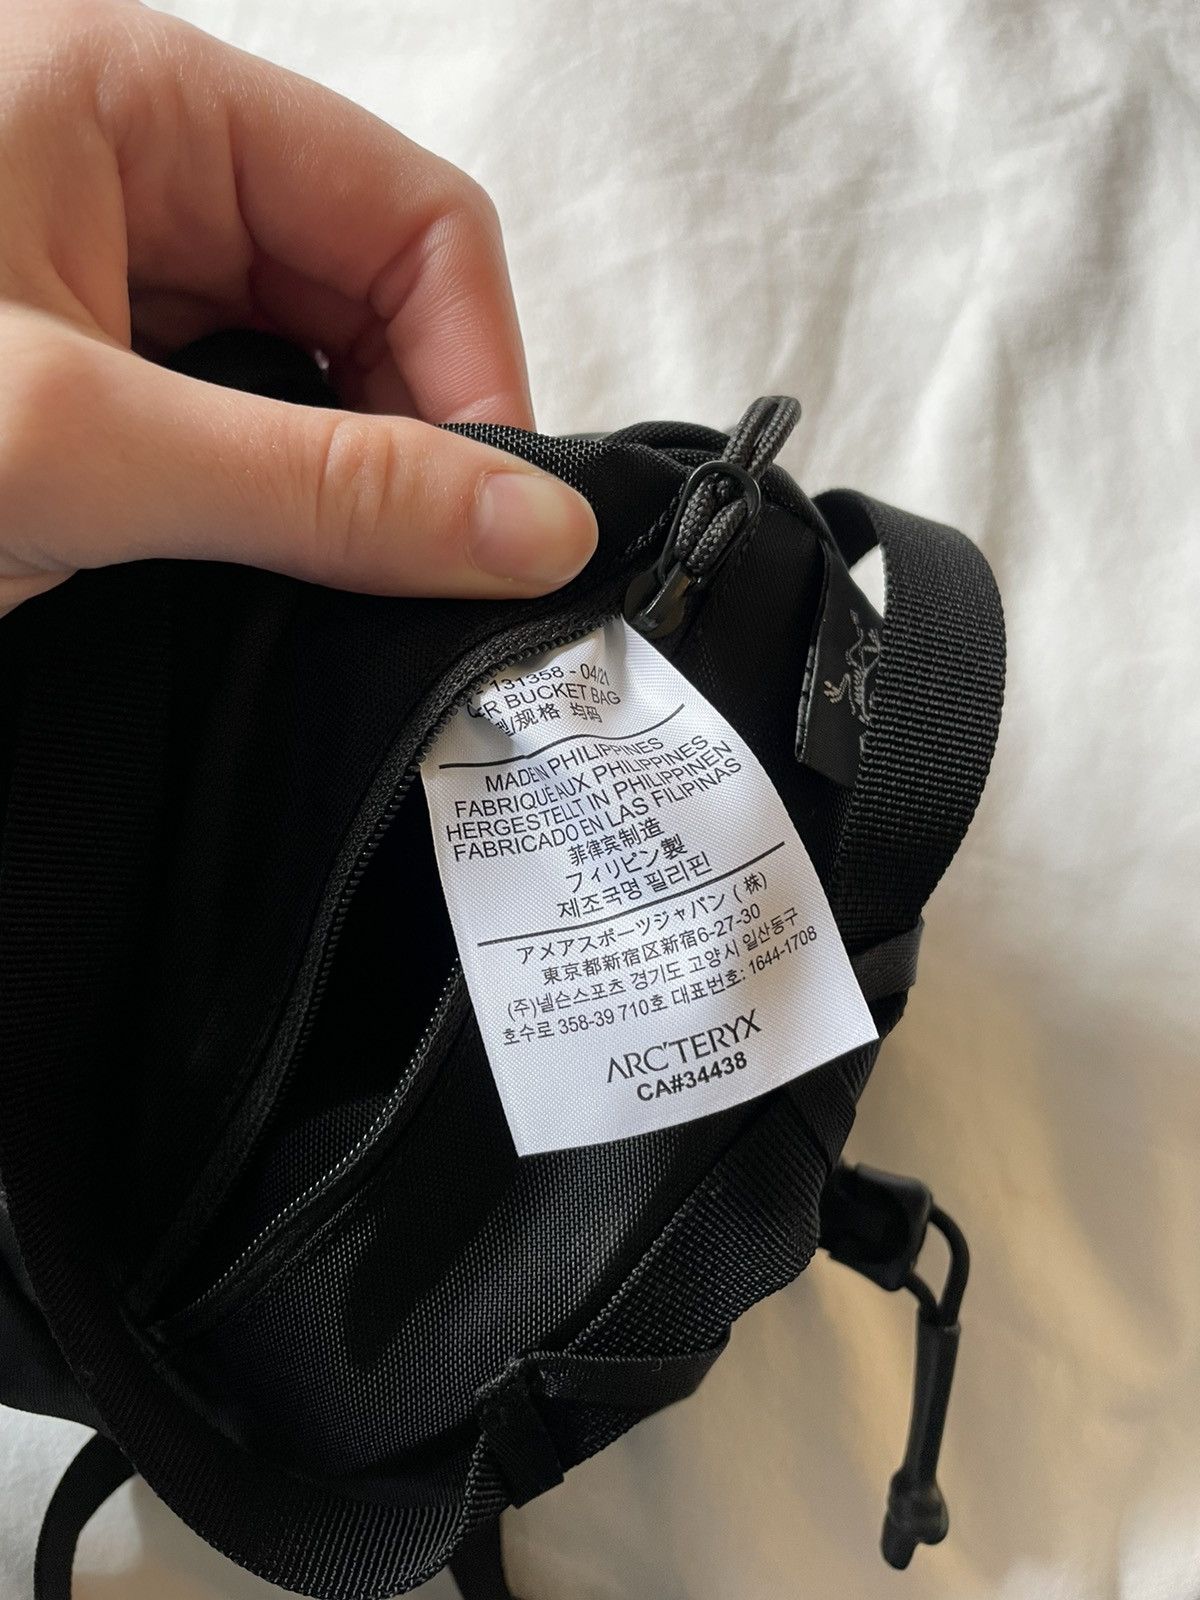 131358 - 04/21
BUCKET BAG
型/规格 均码
MADE IN PHILIPPINES
FABRIQUE AUX PHILIPPINES
HERGESTELLT IN PHILIPPINEN
FABRICADO EN LAS FILIPINAS
菲律宾制造
フィリピン製
제조국명 필리핀
アメアスポーツジャパン (株)
東京都新宿区新宿6-27-30
(주)넬슨스포츠 경기도 고양시 일산동구
호수로 358-39 710호 대표번호: 1644-1708
ARC'TERYX
CA#34438